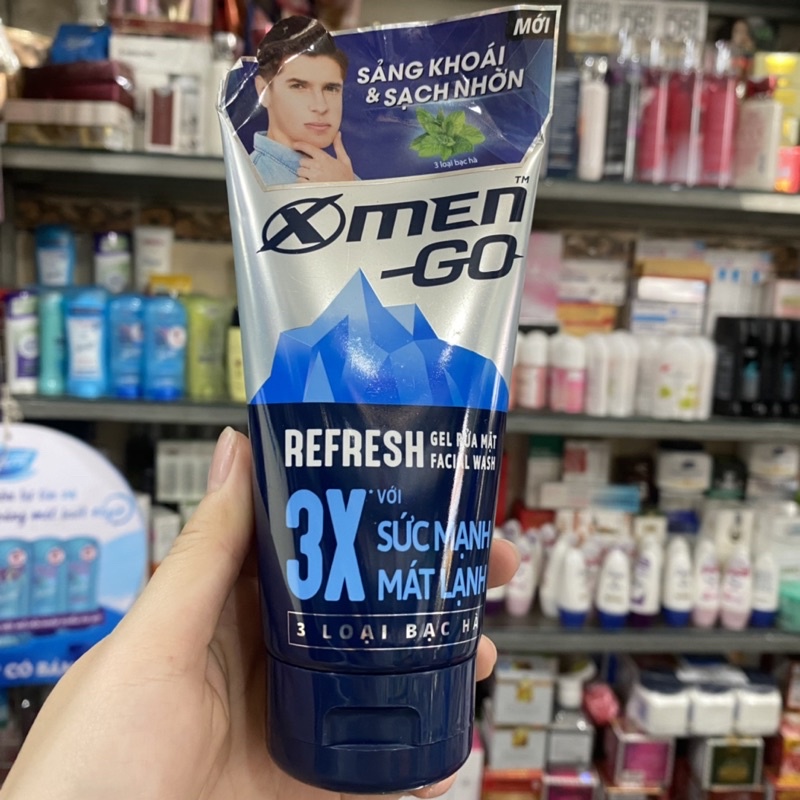 MỚI
SẢNG KHOÁI
& SẠCH NHỜN
3 loại bạc hà
XMEN™
GO
REFRESH GEL RỬA MẶT
FACIAL WASH
3X* VỚI
SỨC MẠNH
MÁT LẠNH
3 LOẠI BẠC HÀ